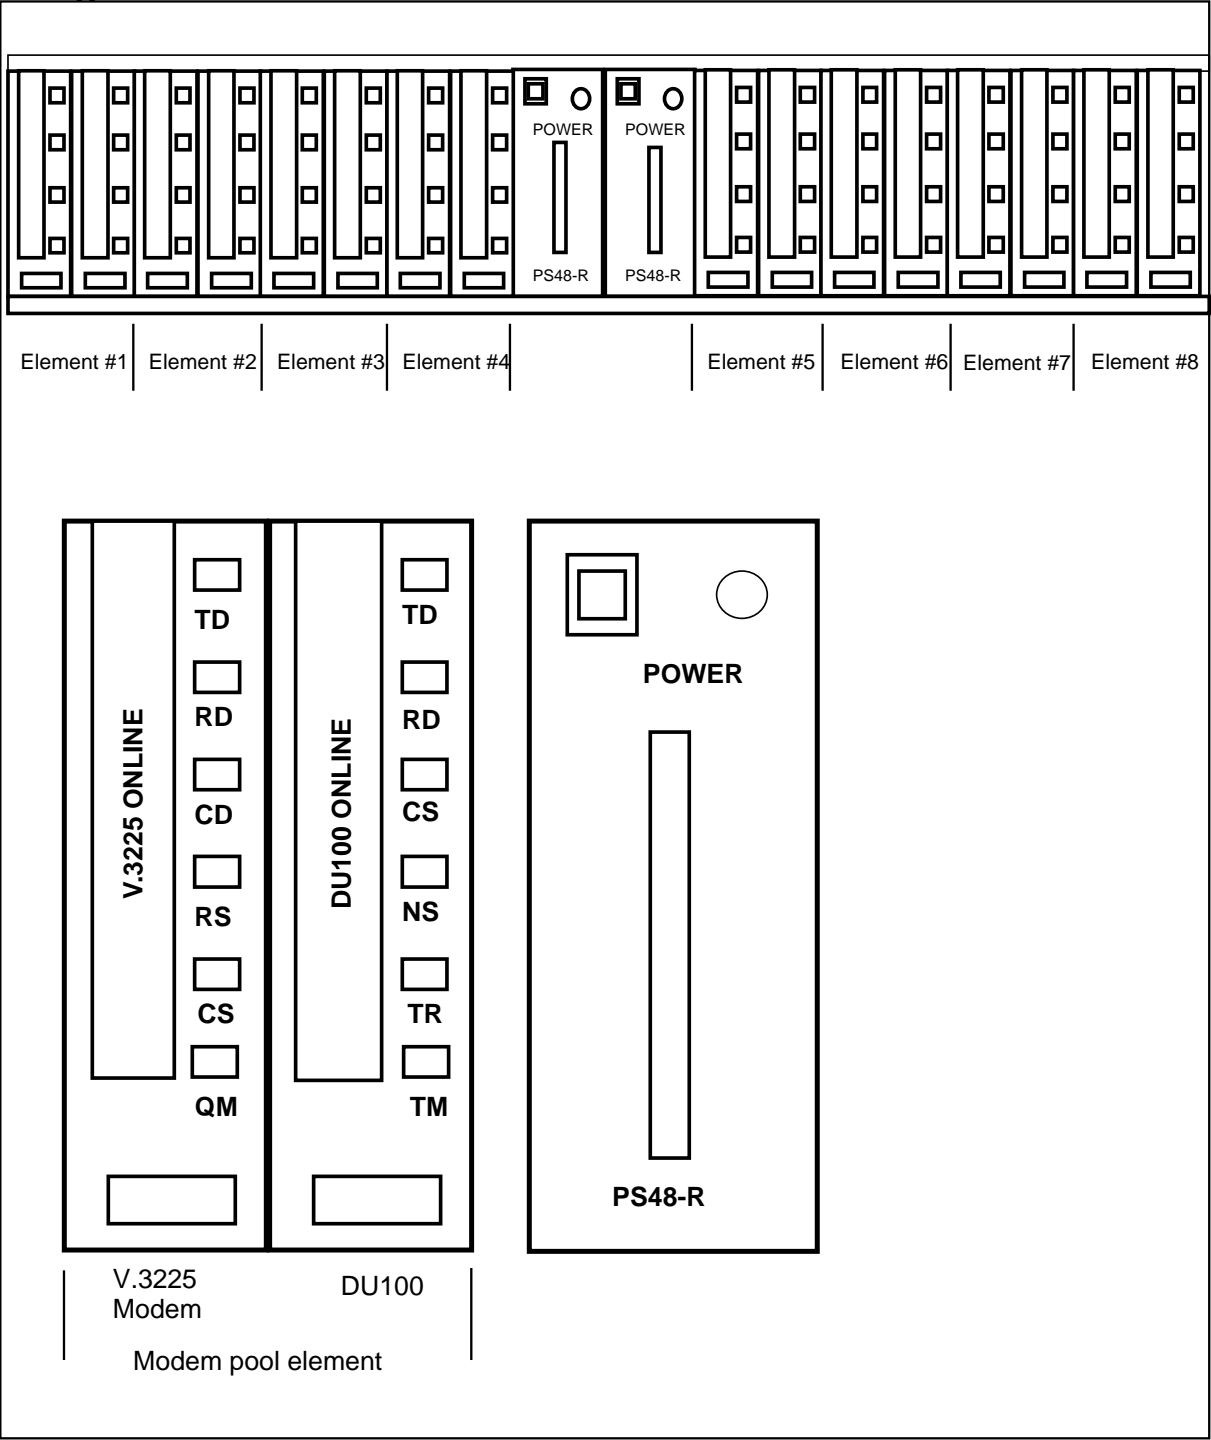 POWER POWER
PS48-R PS48-R
Element #1 Element #2 Element #3 Element #4 Element #5 Element #6 Element #7 Element #8
V.3225 ONLINE
TD
RD
CD
RS
CS
QM
DU100 ONLINE
TD
RD
CS
NS
TR
TM
POWER
PS48-R
V.3225
Modem
DU100
Modem pool element